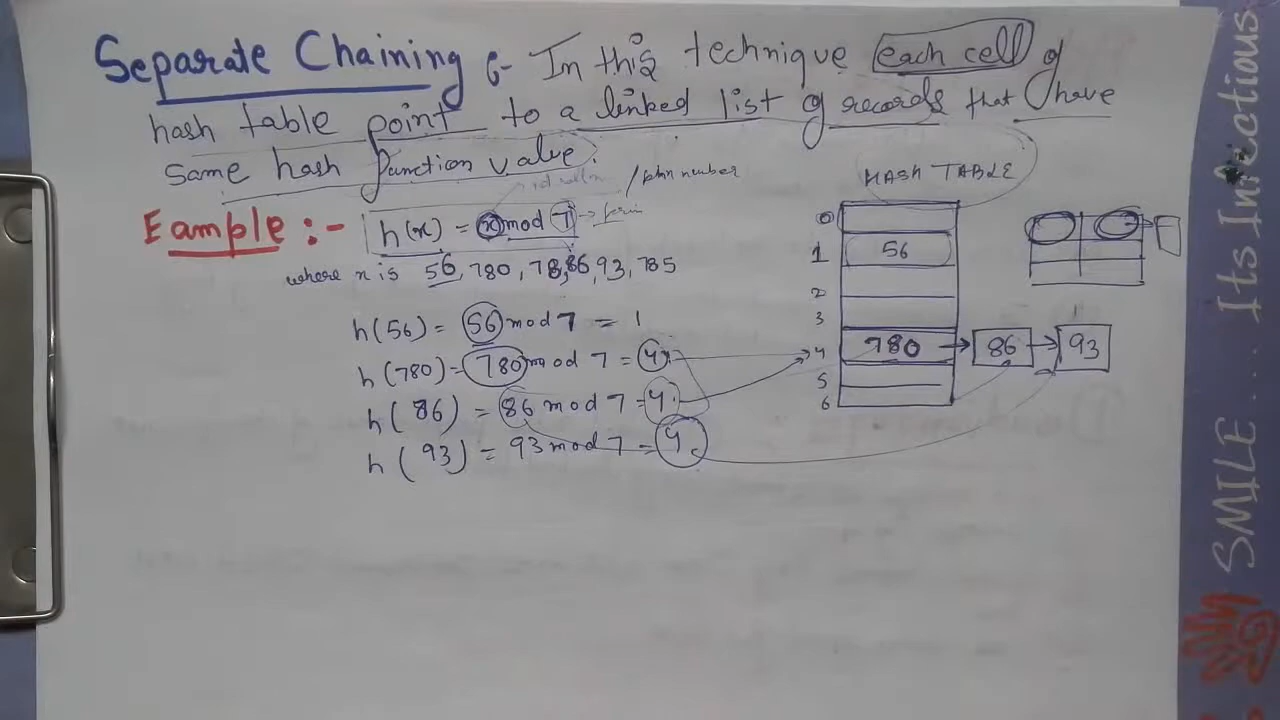 Separate Chaining :- In this technique each cell of
hash table point to a linked list of records that have
same hash function value.
/phn number
HASH TABLE
Eample :- h(x) = x mod 7
where x is 56, 780, 78, 86, 93, 785
h(56) = 56 mod 7 = 1
h(780) = 780 mod 7 = 4
h(86) = 86 mod 7 = 4
h(93) = 93 mod 7 = 4
0
1 56
2
3
4 780 → 86 → 93
5
6
SMILE... Its Infectious